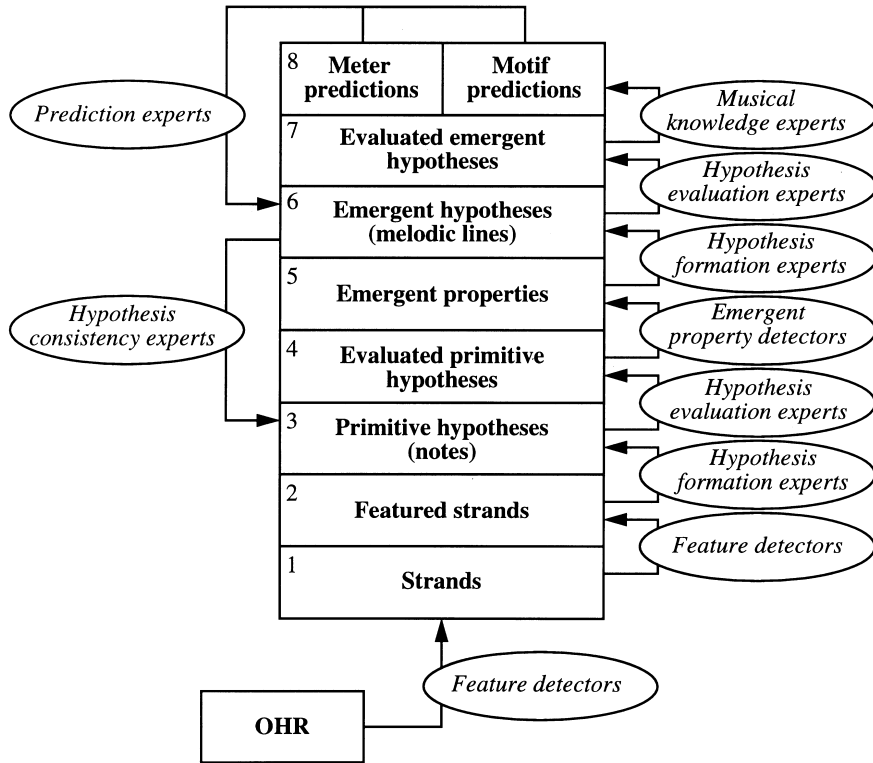 8
Meter
predictions
Motif
predictions
Prediction experts
Musical
knowledge experts
7
Evaluated emergent
hypotheses
Hypothesis
evaluation experts
6
Emergent hypotheses
(melodic lines)
Hypothesis
formation experts
5
Emergent properties
Hypothesis
consistency experts
Emergent
property detectors
4
Evaluated primitive
hypotheses
Hypothesis
evaluation experts
3
Primitive hypotheses
(notes)
Hypothesis
formation experts
2
Featured strands
Feature detectors
1
Strands
Feature detectors
OHR